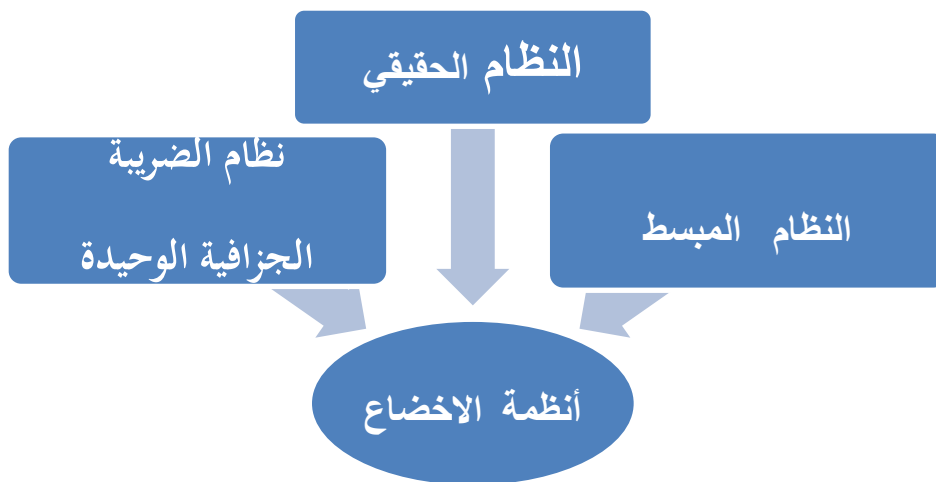 النظام الحقيقي
نظام الضريبة
الجزافية الوحيدة
النظام المبسط
أنظمة الاخضاع